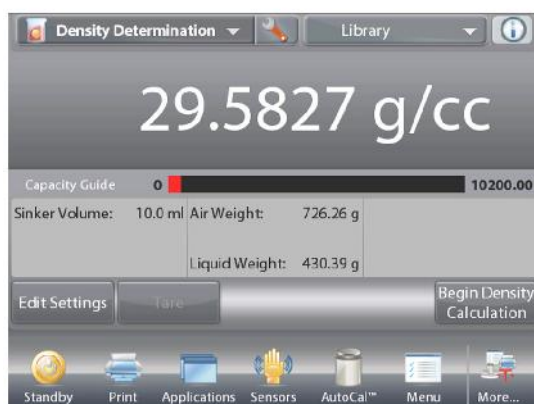 Density Determination Library
29.5827 g/cc
Capacity Guide 0 10200.00
Sinker Volume: 10.0 ml Air Weight: 726.26 g
Liquid Weight: 430.39 g
Edit Settings Tare Begin Density
Calculation
Standby Print Applications Sensors AutoCal™ Menu More...